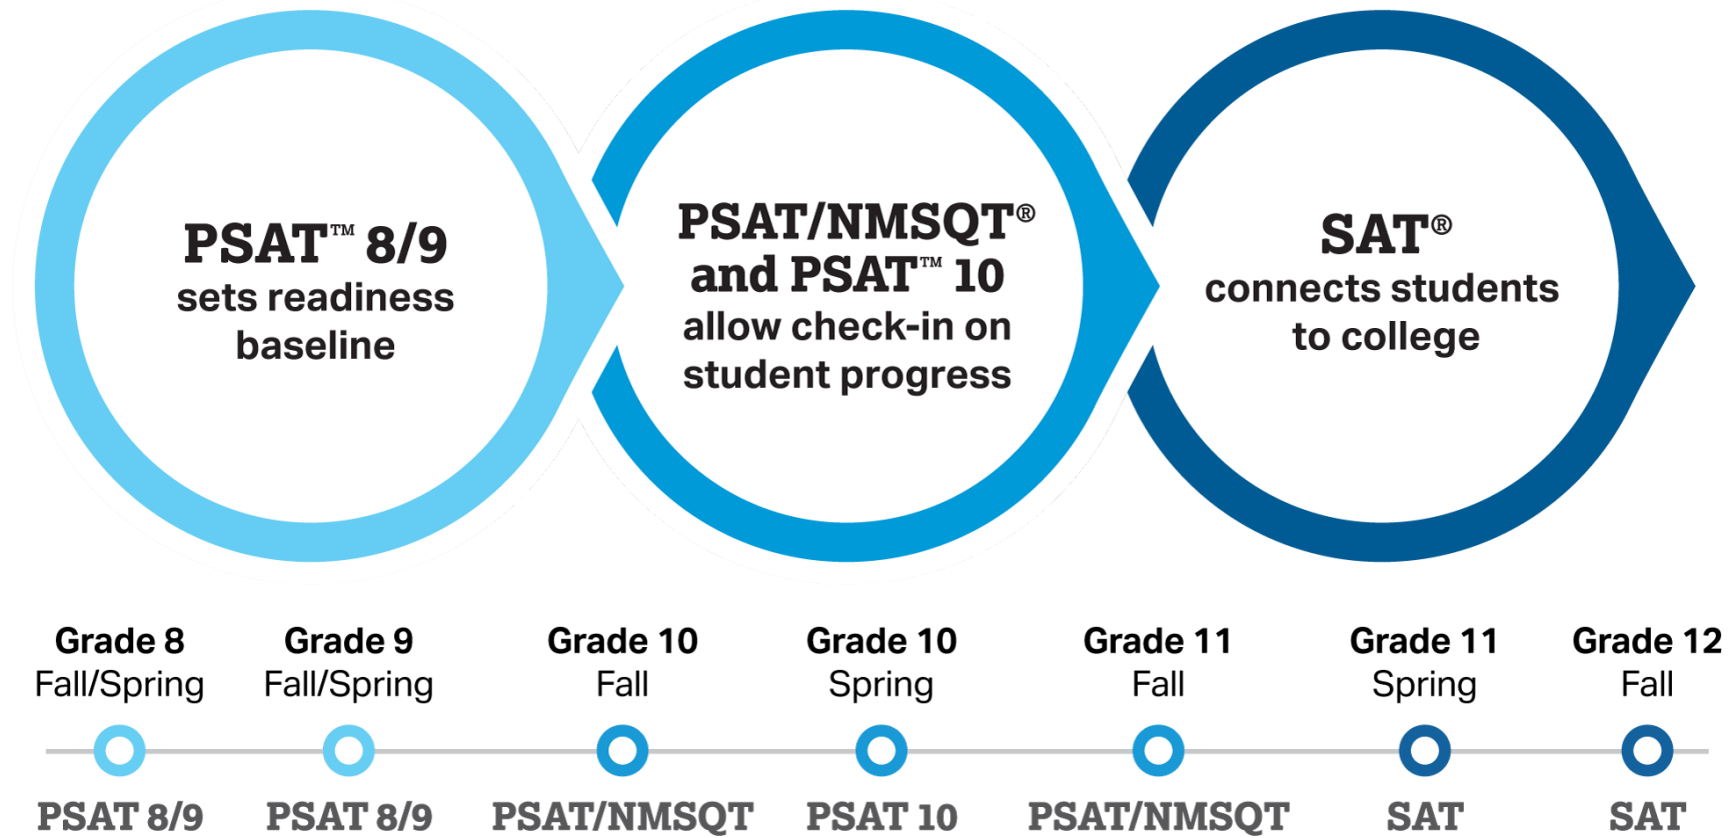 PSAT™ 8/9
sets readiness
baseline
PSAT/NMSQT®
and PSAT™ 10
allow check-in on
student progress
SAT®
connects students
to college
Grade 8
Fall/Spring
PSAT 8/9
Grade 9
Fall/Spring
PSAT 8/9
Grade 10
Fall
PSAT/NMSQT
Grade 10
Spring
PSAT 10
Grade 11
Fall
PSAT/NMSQT
Grade 11
Spring
SAT
Grade 12
Fall
SAT